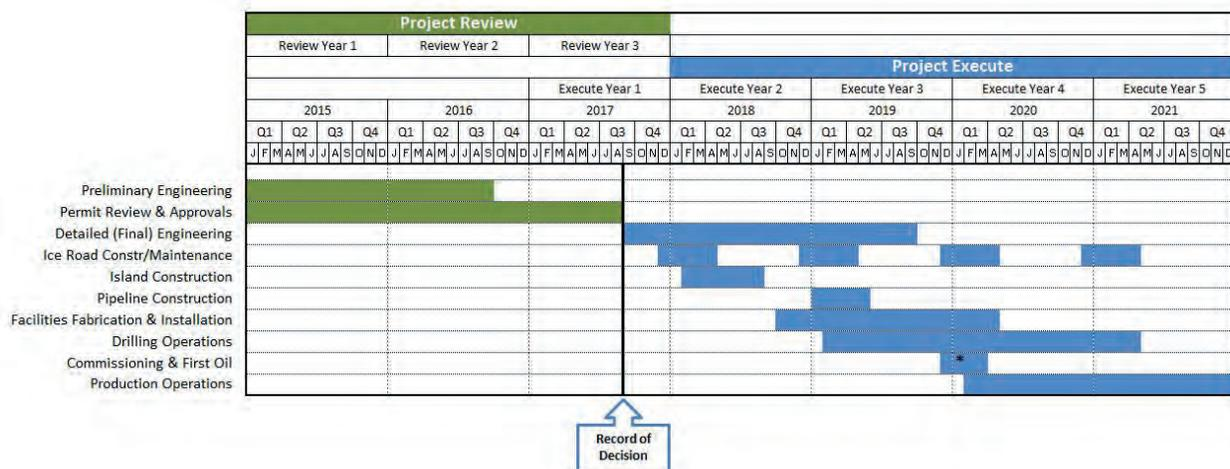 Project Review
Review Year 1 Review Year 2 Review Year 3
Project Execute
Execute Year 1 Execute Year 2 Execute Year 3 Execute Year 4 Execute Year 5
2015 2016 2017 2018 2019 2020 2021
Q1 Q2 Q3 Q4 Q1 Q2 Q3 Q4 Q1 Q2 Q3 Q4 Q1 Q2 Q3 Q4 Q1 Q2 Q3 Q4 Q1 Q2 Q3 Q4 Q1 Q2 Q3 Q4
J F M A M J J A S O N D J F M A M J J A S O N D J F M A M J J A S O N D J F M A M J J A S O N D J F M A M J J A S O N D J F M A M J J A S O N D J F M A M J J A S O N D
Preliminary Engineering
Permit Review & Approvals
Detailed (Final) Engineering
Ice Road Constr/Maintenance
Island Construction
Pipeline Construction
Facilities Fabrication & Installation
Drilling Operations
Commissioning & First Oil *
Production Operations
Record of
Decision